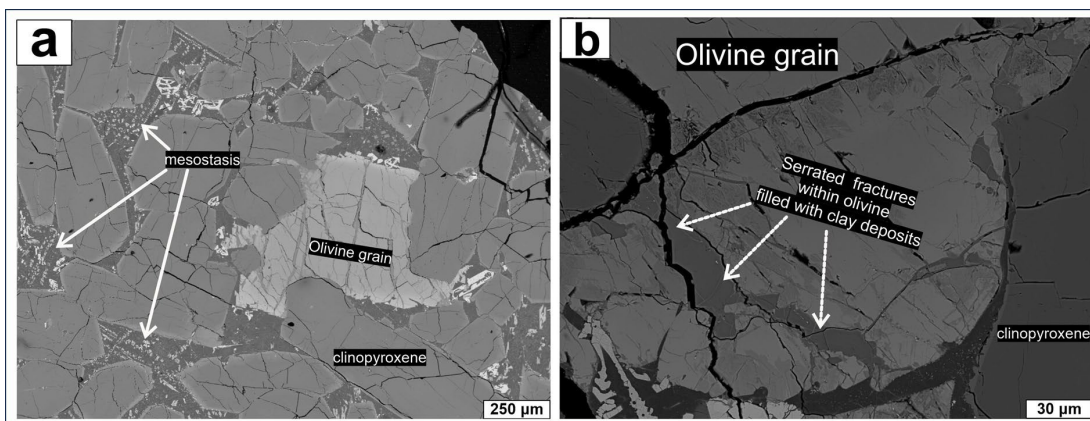 a
mesostasis
Olivine grain
clinopyroxene
250 µm
b
Olivine grain
Serrated fractures
within olivine
filled with clay deposits
clinopyroxene
30 µm